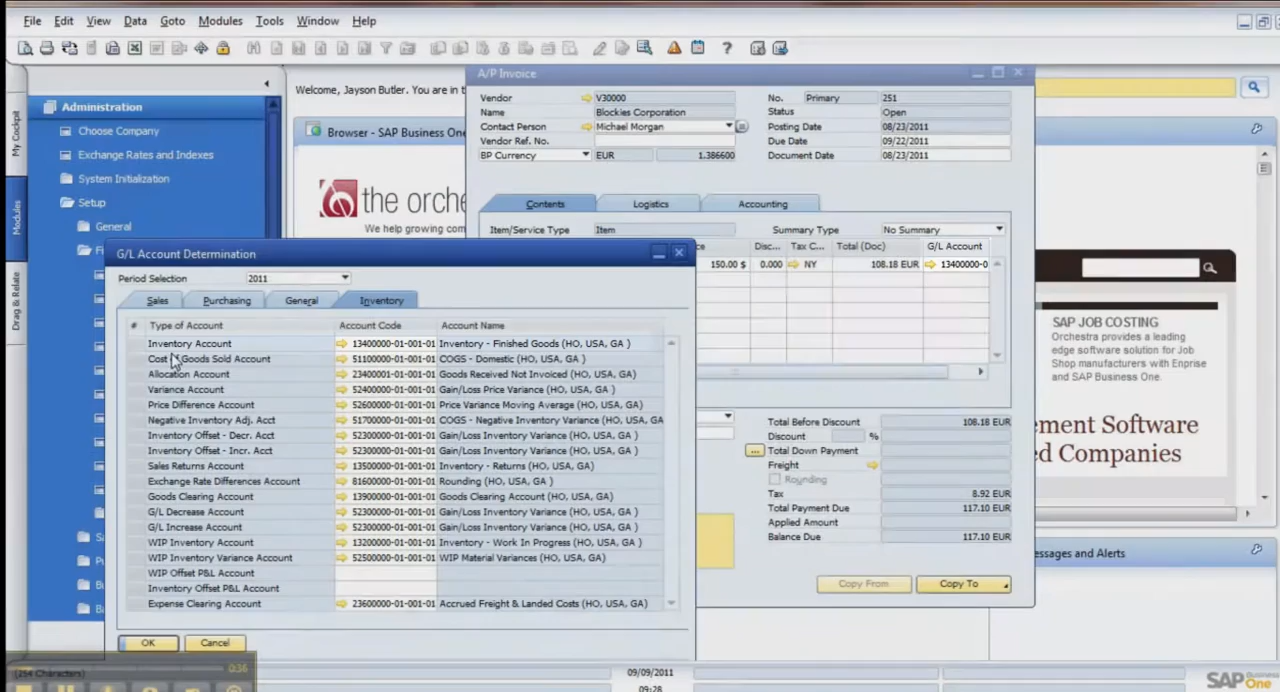 File Edit View Data Goto Modules Tools Window Help
My Cockpit
Modules
Drag & Relate
Administration
Choose Company
Exchange Rates and Indexes
System Initialization
Setup
General
Welcome, Jayson Butler. You are in t
Browser - SAP Business One
the orche
We help growing com
A/P Invoice
Vendor V30000
Name Blockies Corporation
Contact Person Michael Morgan
Vendor Ref. No.
BP Currency EUR 1.386600
No. Primary 251
Status Open
Posting Date 08/23/2011
Due Date 09/22/2011
Document Date 08/23/2011
Contents Logistics Accounting
Item/Service Type Item Summary Type No Summary
Disc... Tax C... Total (Doc) G/L Account
150.00 $ 0.000 NY 108.18 EUR 13400000-0
G/L Account Determination
Period Selection 2011
Sales Purchasing General Inventory
# Type of Account Account Code Account Name
Inventory Account 13400000-01-001-01 Inventory - Finished Goods (HO, USA, GA )
Cost of Goods Sold Account 51100000-01-001-01 COGS - Domestic (HO, USA, GA )
Allocation Account 23400000-01-001-01 Goods Received Not Invoiced (HO, USA, GA )
Variance Account 52400000-01-001-01 Gain/Loss Price Variance (HO, USA, GA )
Price Difference Account 52600000-01-001-01 Price Variance Moving Average (HO, USA, GA)
Negative Inventory Adj. Acct 51700000-01-001-01 COGS - Negative Inventory Variance (HO, USA, GA
Inventory Offset - Decr. Acct 52300000-01-001-01 Gain/Loss Inventory Variance (HO, USA, GA)
Inventory Offset - Incr. Acct 52300000-01-001-01 Gain/Loss Inventory Variance (HO, USA, GA)
Sales Returns Account 13500000-01-001-01 Inventory - Returns (HO, USA, GA)
Exchange Rate Differences Account 81600000-01-001-01 Rounding (HO, USA, GA )
Goods Clearing Account 13900000-01-001-01 Goods Clearing Account (HO, USA, GA)
G/L Decrease Account 52300000-01-001-01 Gain/Loss Inventory Variance (HO, USA, GA)
G/L Increase Account 52300000-01-001-01 Gain/Loss Inventory Variance (HO, USA, GA)
WIP Inventory Account 13200000-01-001-01 Inventory - Work In Progress (HO, USA, GA )
WIP Inventory Variance Account 52500000-01-001-01 WIP Material Variances (HO, USA, GA)
WIP Offset P&L Account
Inventory Offset P&L Account
Expense Clearing Account 23600000-01-001-01 Accrued Freight & Landed Costs (HO, USA, GA)
OK Cancel
Total Before Discount 108.18 EUR
Discount %
Total Down Payment
Freight
Rounding
Tax 8.92 EUR
Total Payment Due 117.10 EUR
Applied Amount
Balance Due 117.10 EUR
Copy From Copy To
SAP JOB COSTING
Orchestra provides a leading
edge software solution for Job
Shop manufacturers with Enprise
and SAP Business One.
ement Software
d Companies
essages and Alerts
(254 Characters) 0:36
09/09/2011
09:28
SAP Business One